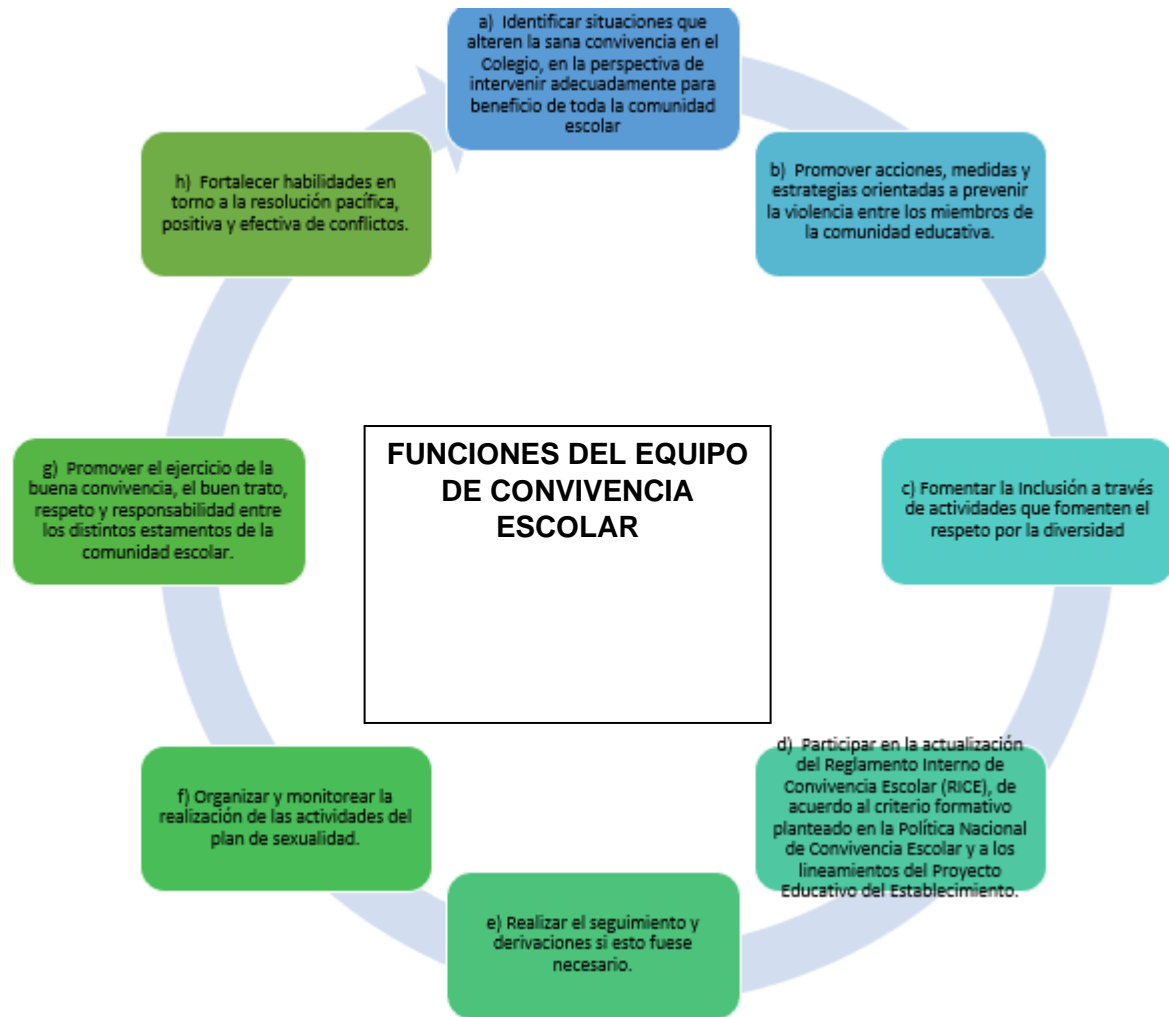 a) Identificar situaciones que
alteren la sana convivencia en el
Colegio, en la perspectiva de
intervenir adecuadamente para
beneficio de toda la comunidad
escolar
b) Promover acciones, medidas y
estrategias orientadas a prevenir
la violencia entre los miembros de
la comunidad educativa.
c) Fomentar la Inclusión a través
de actividades que fomenten el
respeto por la diversidad
d) Participar en la actualización
del Reglamento Interno de
Convivencia Escolar (RICE), de
acuerdo al criterio formativo
planteado en la Política Nacional
de Convivencia Escolar y a los
lineamientos del Proyecto
Educativo del Establecimiento.
e) Realizar el seguimiento y
derivaciones si esto fuese
necesario.
f) Organizar y monitorear la
realización de las actividades del
plan de sexualidad.
g) Promover el ejercicio de la
buena convivencia, el buen trato,
respeto y responsabilidad entre
los distintos estamentos de la
comunidad escolar.
h) Fortalecer habilidades en
torno a la resolución pacífica,
positiva y efectiva de conflictos.
FUNCIONES DEL EQUIPO
DE CONVIVENCIA
ESCOLAR